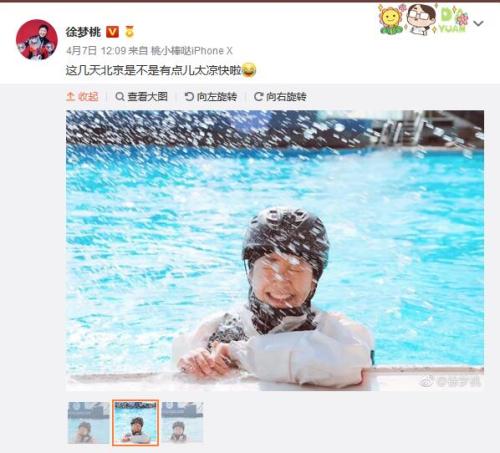 D'A
YUAN
徐梦桃
4月7日 12:09 来自 桃小棒哒iPhone X
这几天北京是不是有点儿太凉快啦😂
收起 查看大图 向左旋转 向右旋转
@徐梦桃